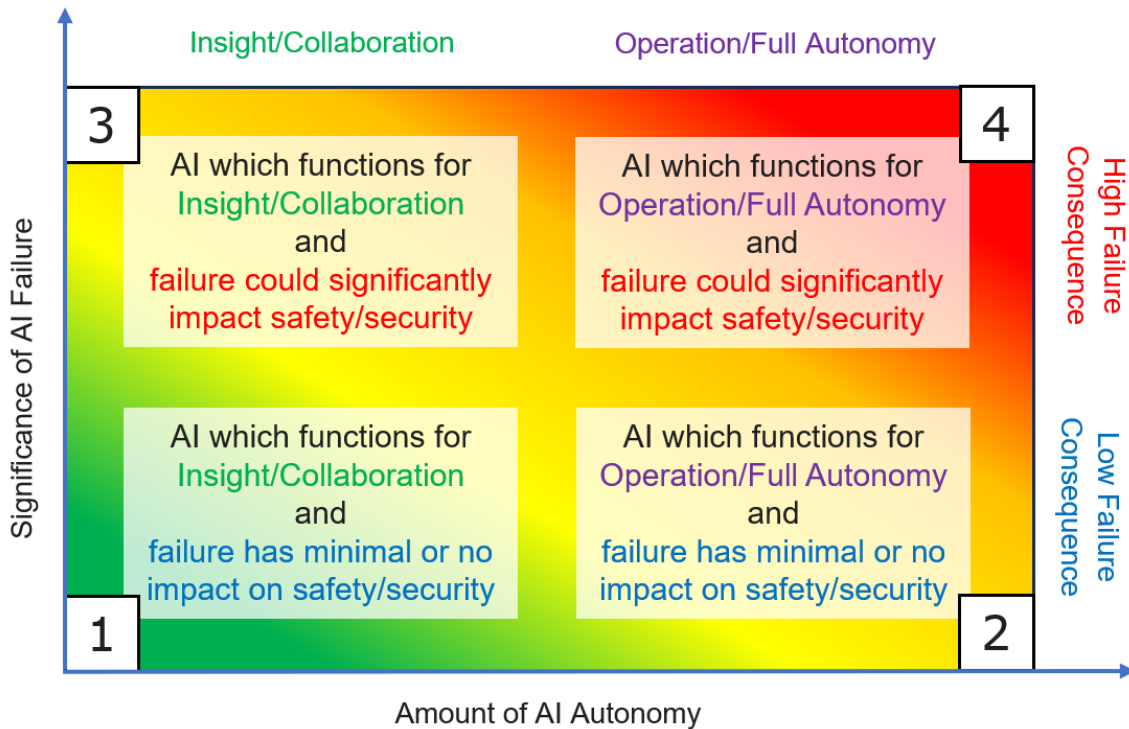 Insight/Collaboration
Operation/Full Autonomy
3
AI which functions for
Insight/Collaboration
and
failure could significantly
impact safety/security
4
AI which functions for
Operation/Full Autonomy
and
failure could significantly
impact safety/security
High Failure
Consequence
Significance of AI Failure
1
AI which functions for
Insight/Collaboration
and
failure has minimal or no
impact on safety/security
2
AI which functions for
Operation/Full Autonomy
and
failure has minimal or no
impact on safety/security
Low Failure
Consequence
Amount of AI Autonomy